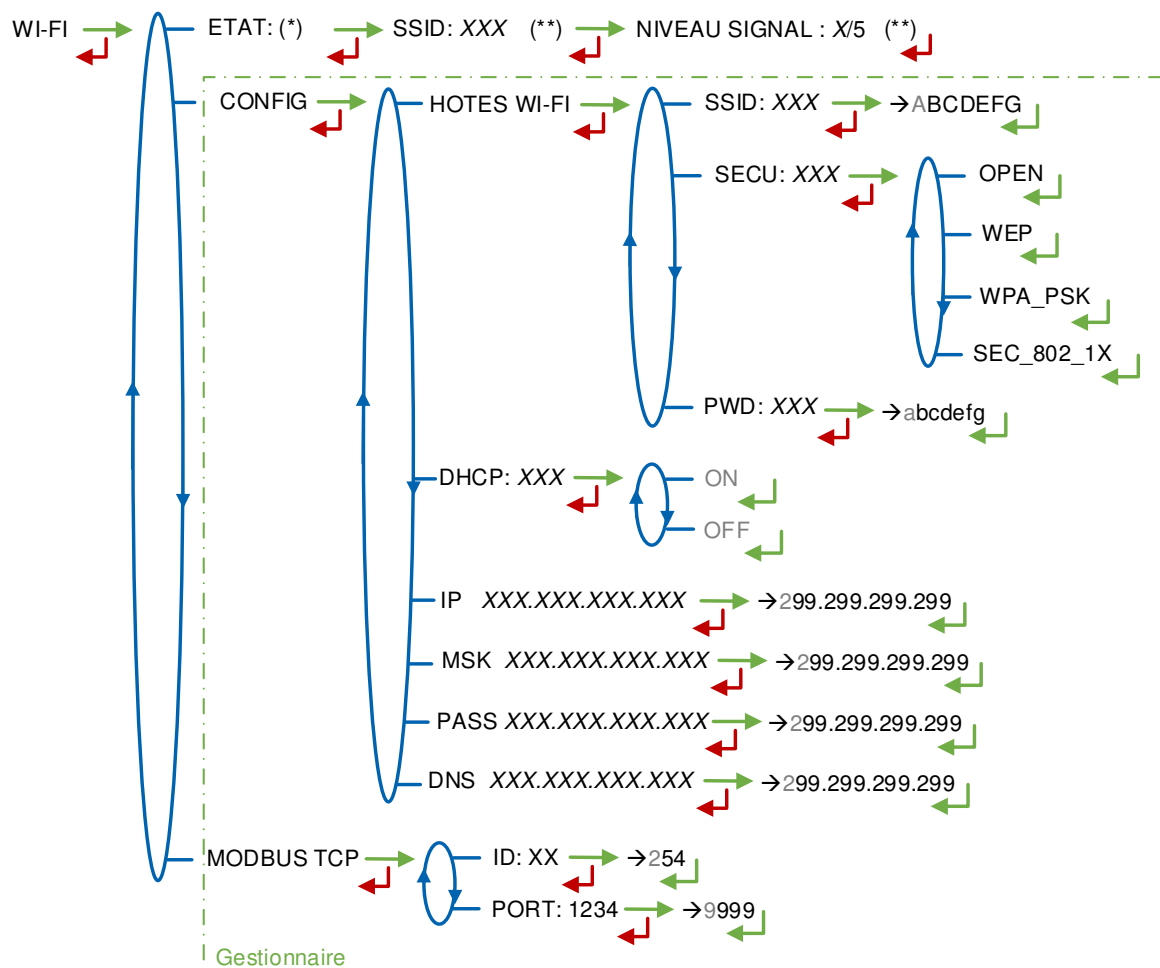 WI-FI
ETAT: (*)
SSID: XXX (**)
NIVEAU SIGNAL : X/5 (**)
CONFIG
HOTES WI-FI
SSID: XXX
→ABCDEFG
SECU: XXX
OPEN
WEP
WPA_PSK
SEC_802_1X
PWD: XXX
→abcdefg
DHCP: XXX
ON
OFF
IP XXX.XXX.XXX.XXX
→299.299.299.299
MSK XXX.XXX.XXX.XXX
→299.299.299.299
PASS XXX.XXX.XXX.XXX
→299.299.299.299
DNS XXX.XXX.XXX.XXX
→299.299.299.299
MODBUS TCP
ID: XX
→254
PORT: 1234
→9999
Gestionnaire